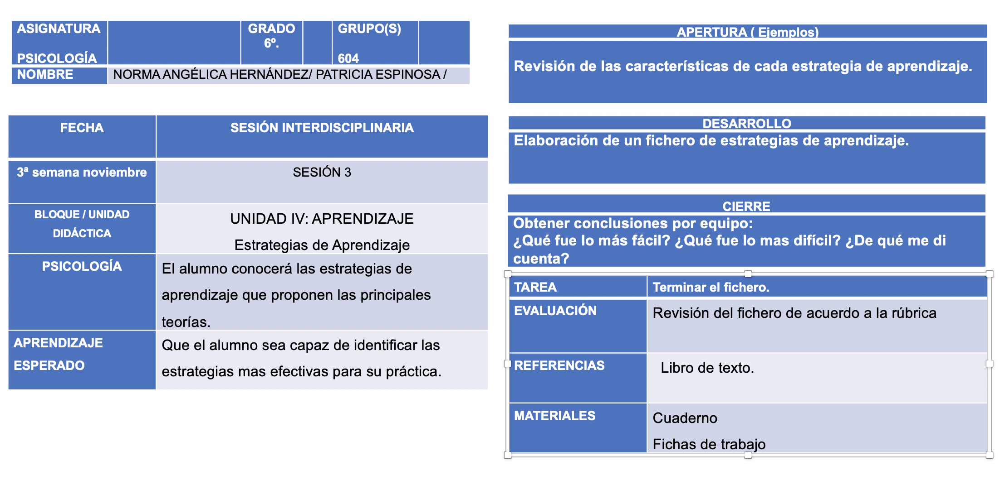 ASIGNATURA
PSICOLOGÍA
GRADO
6º.
GRUPO(S)
604
NOMBRE
NORMA ANGÉLICA HERNÁNDEZ/ PATRICIA ESPINOSA /
FECHA
SESIÓN INTERDISCIPLINARIA
3ª semana noviembre
SESIÓN 3
BLOQUE / UNIDAD
DIDÁCTICA
UNIDAD IV: APRENDIZAJE
Estrategias de Aprendizaje
PSICOLOGÍA
El alumno conocerá las estrategias de
aprendizaje que proponen las principales
teorías.
APRENDIZAJE
ESPERADO
Que el alumno sea capaz de identificar las
estrategias mas efectivas para su práctica.
APERTURA ( Ejemplos)
Revisión de las características de cada estrategia de aprendizaje.
DESARROLLO
Elaboración de un fichero de estrategias de aprendizaje.
CIERRE
Obtener conclusiones por equipo:
¿Qué fue lo más fácil? ¿Qué fue lo mas difícil? ¿De qué me di
cuenta?
TAREA
Terminar el fichero.
EVALUACIÓN
Revisión del fichero de acuerdo a la rúbrica
REFERENCIAS
Libro de texto.
MATERIALES
Cuaderno
Fichas de trabajo